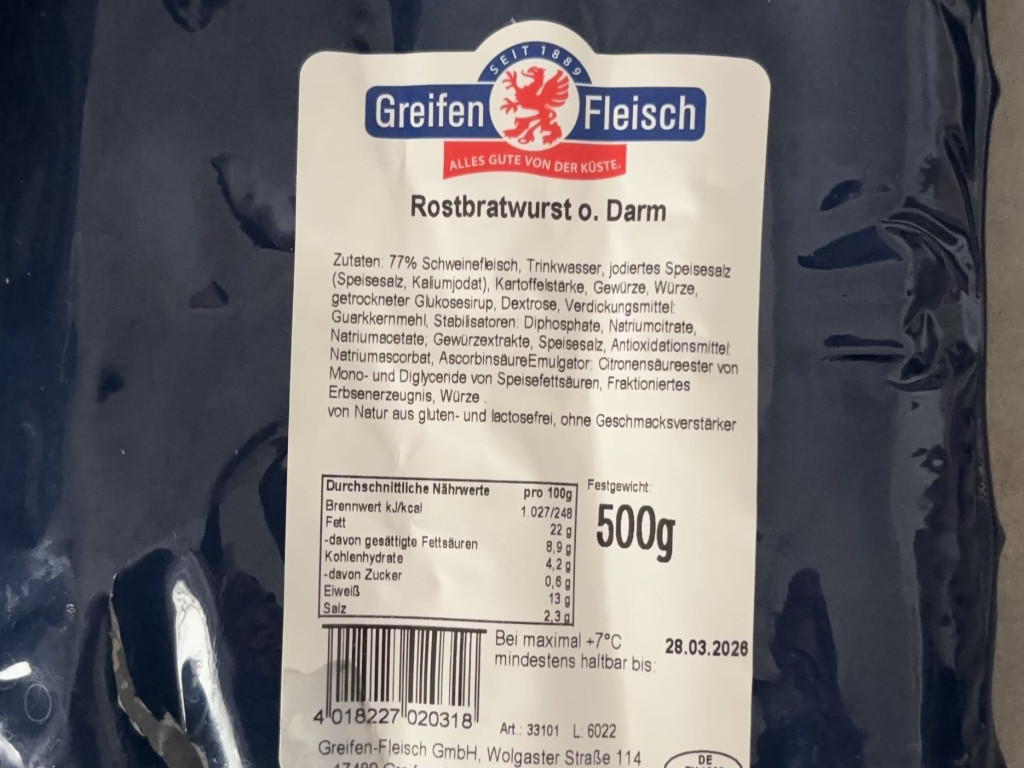 SEIT 1889
Greifen Fleisch
ALLES GUTE VON DER KÜSTE.
Rostbratwurst o. Darm
Zutaten: 77% Schweinefleisch, Trinkwasser, jodiertes Speisesalz
(Speisesalz, Kaliumjodat), Kartoffelstärke, Gewürze, Würze,
getrockneter Glukosesirup, Dextrose, Verdickungsmittel:
Guarkkernmehl, Stabilisatoren: Diphosphate, Natriumcitrate,
Natriumacetate; Gewürzextrakte, Speisesalz, Antioxidationsmittel:
Natriumascorbat, AscorbinsäureEmulgator: Citronensäureester von
Mono- und Diglyceride von Speisefettsäuren, Fraktioniertes
Erbsenerzeugnis, Würze .
von Natur aus gluten- und lactosefrei, ohne Geschmacksverstärker
Durchschnittliche Nährwerte pro 100g
Brennwert kJ/kcal 1.027/248
Fett 22 g
-davon gesättigte Fettsäuren 8,9 g
Kohlenhydrate 4,2 g
-davon Zucker 0,6 g
Eiweiß 13 g
Salz 2,3 g
Festgewicht:
500g
Bei maximal +7°C
mindestens haltbar bis:
28.03.2026
4 018227 020318
Art.: 33101 L: 6022
Greifen-Fleisch GmbH, Wolgaster Straße 114
DE